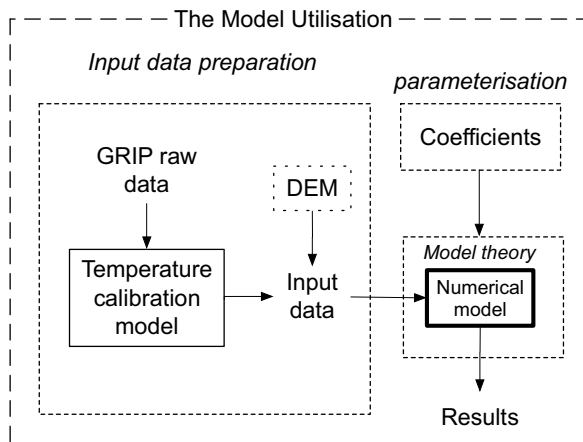 The Model Utilisation
Input data preparation
parameterisation
GRIP raw
data
DEM
Coefficients
Temperature
calibration
model
Input
data
Model theory
Numerical
model
Results